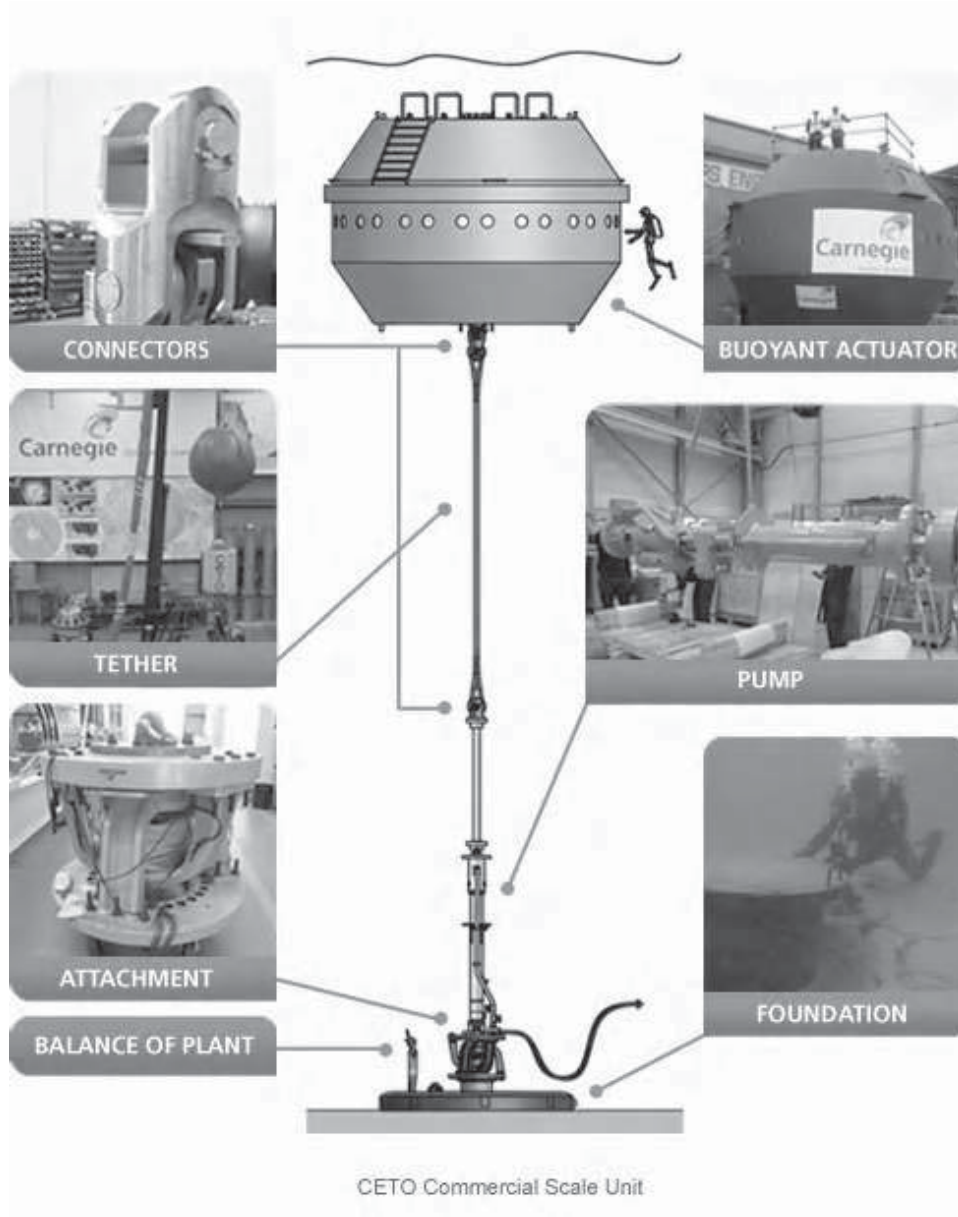 CONNECTORS
Carnegie
BUOYANT ACTUATOR
Carnegie
TETHER
PUMP
ATTACHMENT
BALANCE OF PLANT
FOUNDATION
CETO Commercial Scale Unit